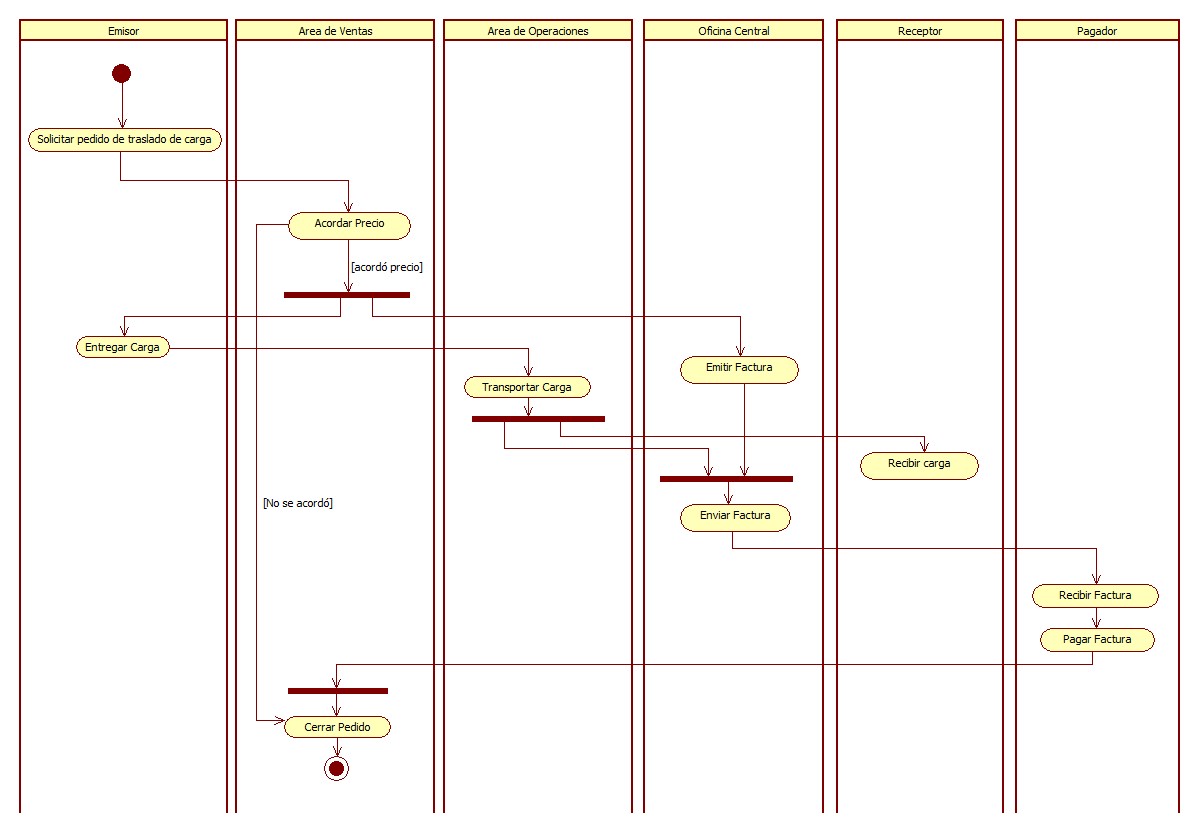 Emisor
Area de Ventas
Area de Operaciones
Oficina Central
Receptor
Pagador
Solicitar pedido de traslado de carga
Acordar Precio
[acordó precio]
Entregar Carga
Emitir Factura
Transportar Carga
Recibir carga
[No se acordó]
Enviar Factura
Recibir Factura
Pagar Factura
Cerrar Pedido